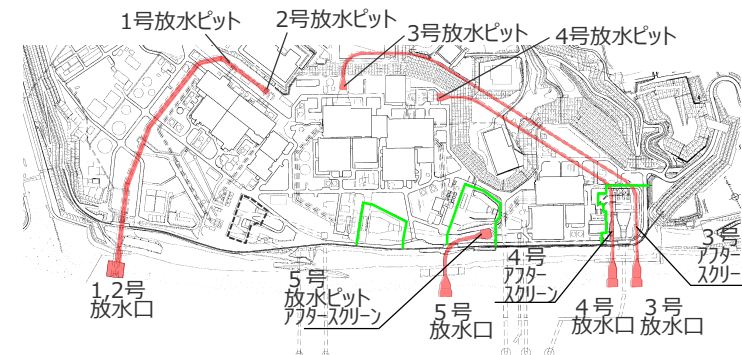 1号放水ピット
2号放水ピット
3号放水ピット
4号放水ピット
1,2号
放水口
5号
放水ピット
アフタースクリーン
5号
放水口
4号
アフター
スクリーン
4号
放水口
3号
放水口
3号
アフター
スクリー